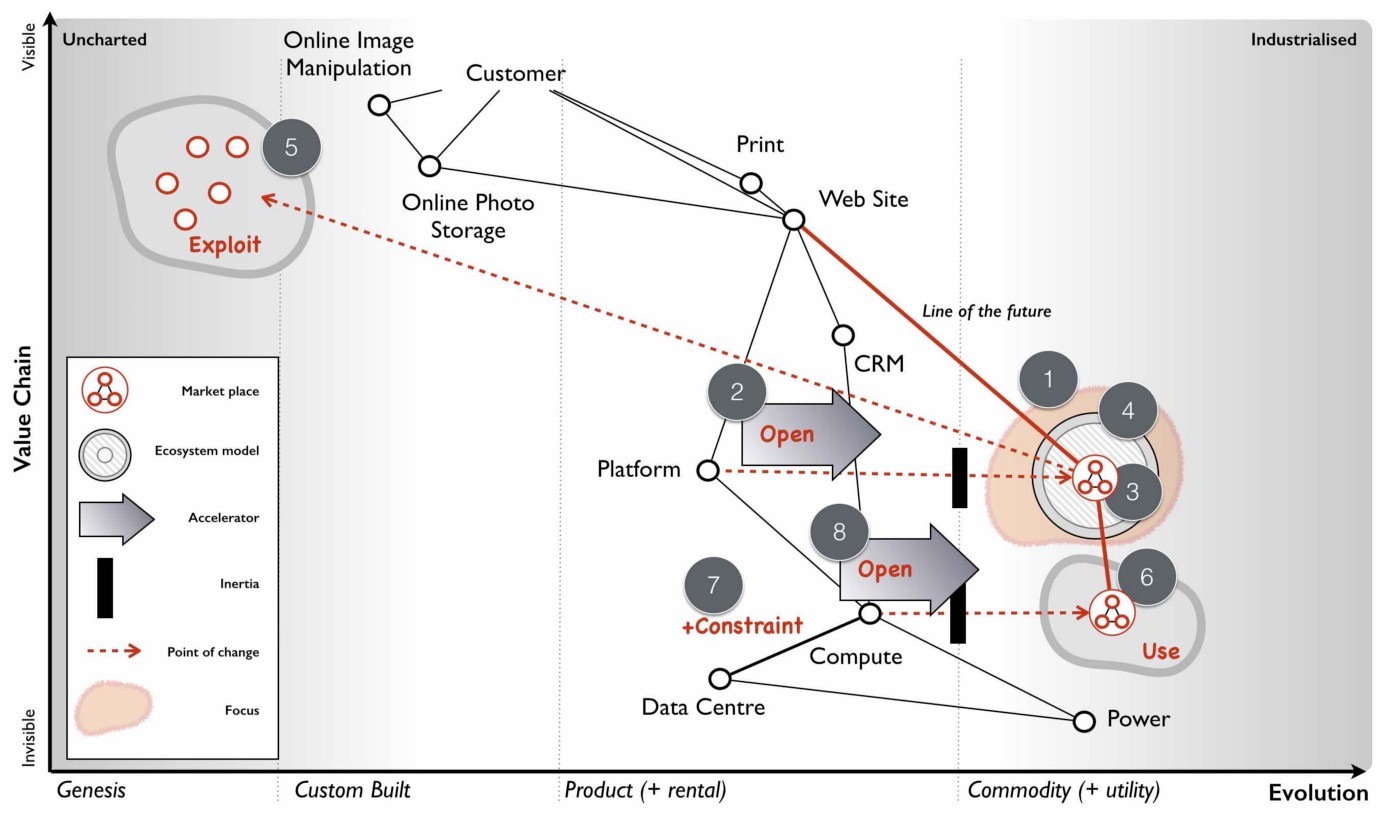 Visible
Uncharted
Online Image
Manipulation
Customer
Industrialised
5
Print
Web Site
Online Photo
Storage
Exploit
Line of the future
Value Chain
Market place
Ecosystem model
Accelerator
Inertia
Point of change
Focus
CRM
1
2
4
Open
Platform
3
8
Open
7
+Constraint
6
Compute
Use
Data Centre
Power
Invisible
Genesis
Custom Built
Product (+ rental)
Commodity (+ utility)
Evolution